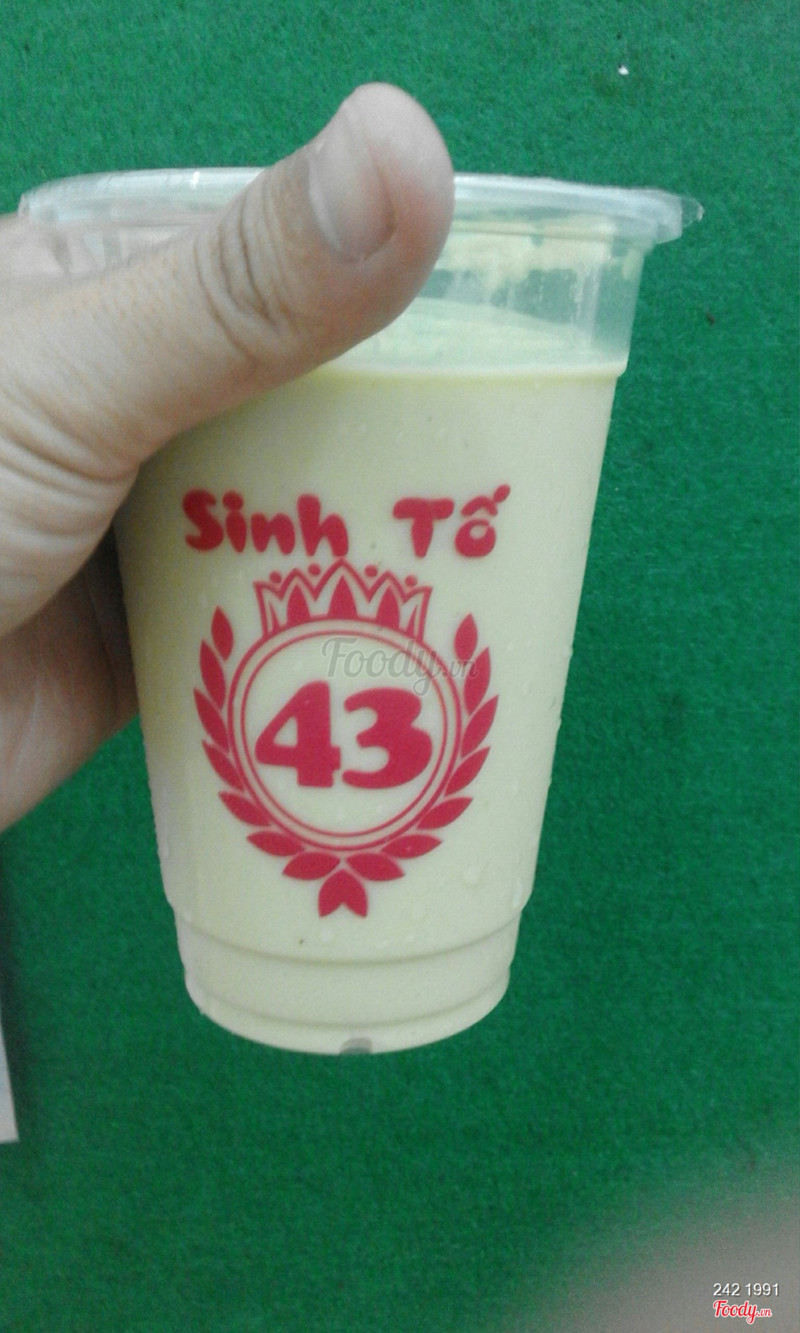 Sinh Tố
Foody.vn
43
242 1991
Foody.vn